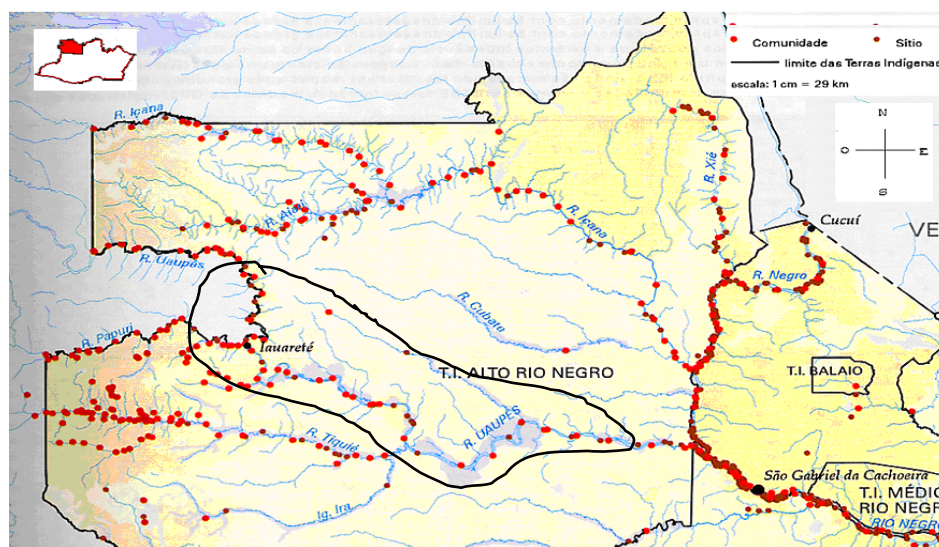 Comunidade
Sítio
limite das Terras Indígenas
escala: 1 cm = 29 km
N
O
E
S
R. Içana
R. Xié
R. Aiari
R. Içana
Cucuí
VE
R. Uaupés
R. Negro
R. Cubate
R. Papuri
Iauareté
T.I. ALTO RIO NEGRO
T.I. BALAIO
R. UAUPÉS
R. Tiquié
São Gabriel da Cachoeira
T.I. MÉDIO
RIO NEGRO
Ig. Ira
RIO NEGRO